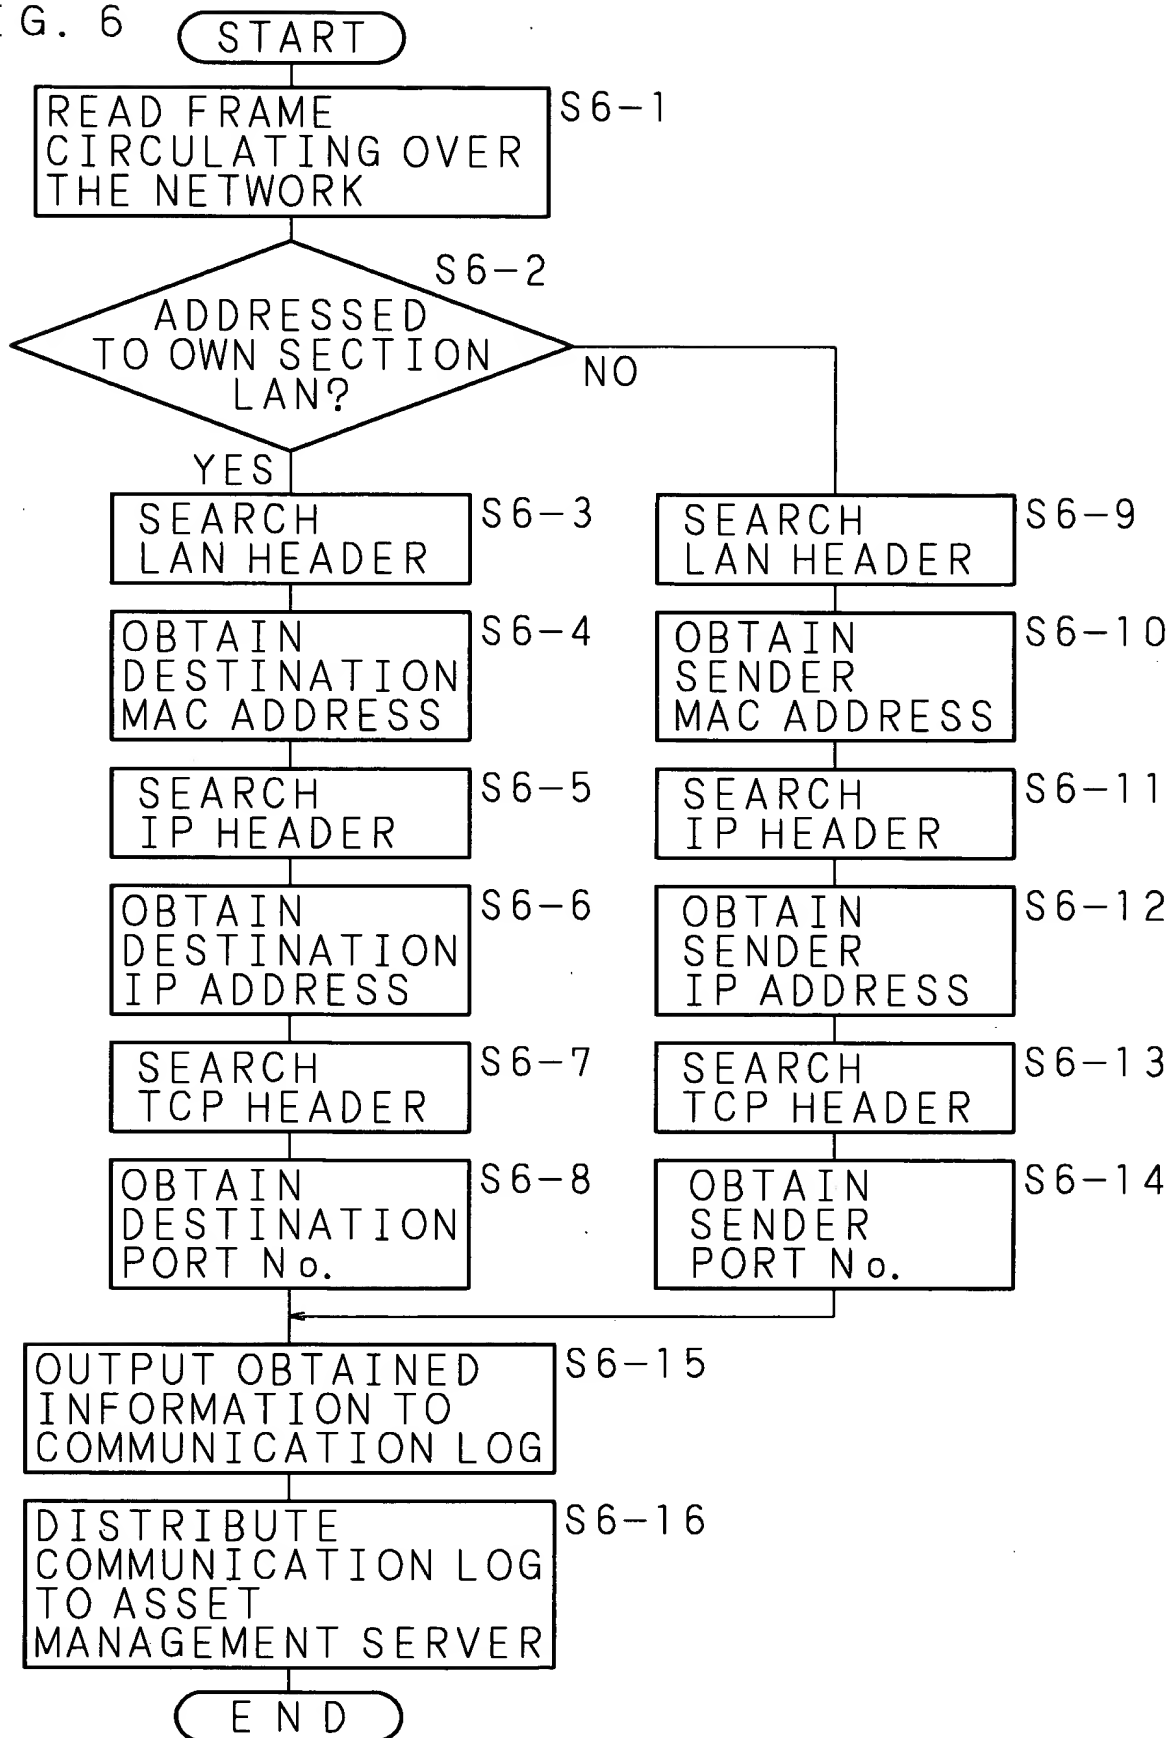 IG. 6
START
READ FRAME
CIRCULATING OVER
THE NETWORK
S6-1
S6-2
ADDRESSED
TO OWN SECTION
LAN?
NO
YES
SEARCH
LAN HEADER
S6-3
OBTAIN
DESTINATION
MAC ADDRESS
S6-4
SEARCH
IP HEADER
S6-5
OBTAIN
DESTINATION
IP ADDRESS
S6-6
SEARCH
TCP HEADER
S6-7
OBTAIN
DESTINATION
PORT No.
S6-8
SEARCH
LAN HEADER
S6-9
OBTAIN
SENDER
MAC ADDRESS
S6-10
SEARCH
IP HEADER
S6-11
OBTAIN
SENDER
IP ADDRESS
S6-12
SEARCH
TCP HEADER
S6-13
OBTAIN
SENDER
PORT No.
S6-14
OUTPUT OBTAINED
INFORMATION TO
COMMUNICATION LOG
S6-15
DISTRIBUTE
COMMUNICATION LOG
TO ASSET
MANAGEMENT SERVER
S6-16
END